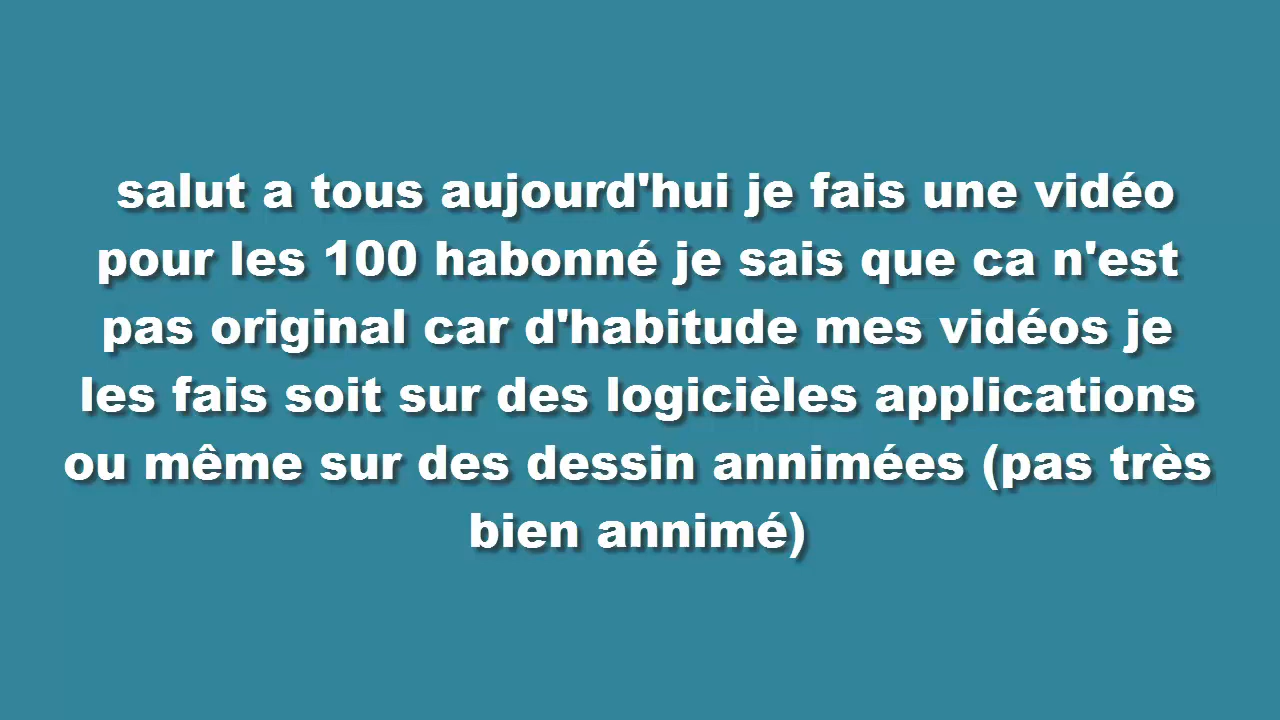 salut a tous aujourd'hui je fais une vidéo
pour les 100 habonné je sais que ca n'est
pas original car d'habitude mes vidéos je
les fais soit sur des logicièles applications
ou même sur des dessin annimées (pas très
bien annimé)